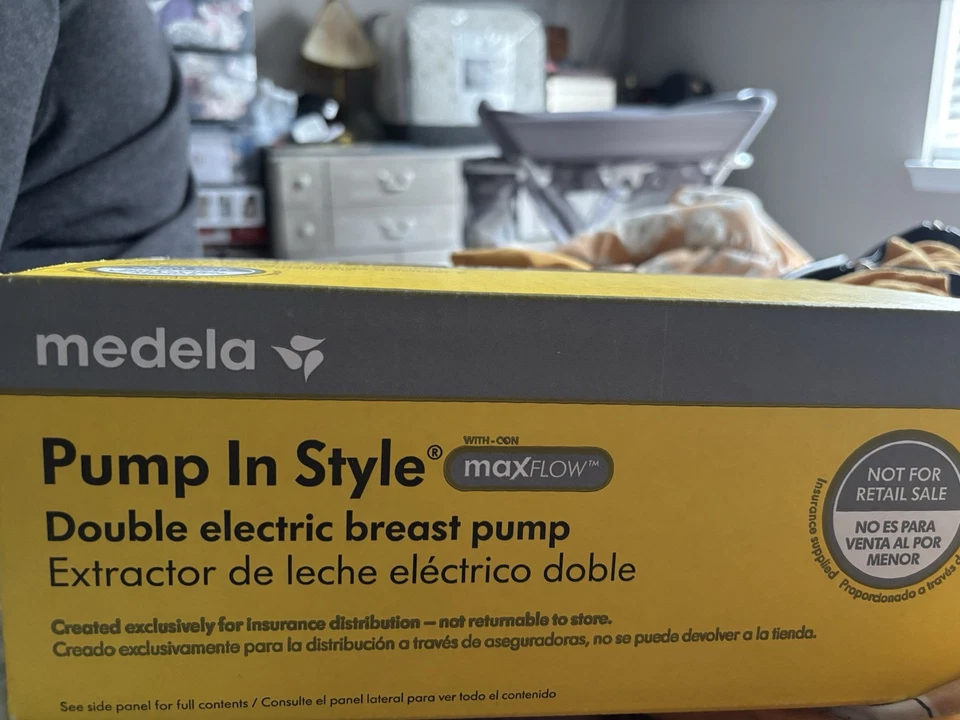 medela
WITH-CON
Pump In Style® maxFLOW™
Double electric breast pump
Extractor de leche eléctrico doble
Created exclusively for insurance distribution – not returnable to store.
Creado exclusivamente para la distribución a través de aseguradoras, no se puede devolver a la tienda.
See side panel for full contents / Consulte el panel lateral para ver todo el contenido
NOT FOR
RETAIL SALE
NO ES PARA
VENTA AL POR
MENOR
Insurance supplied
Proporcionado a través